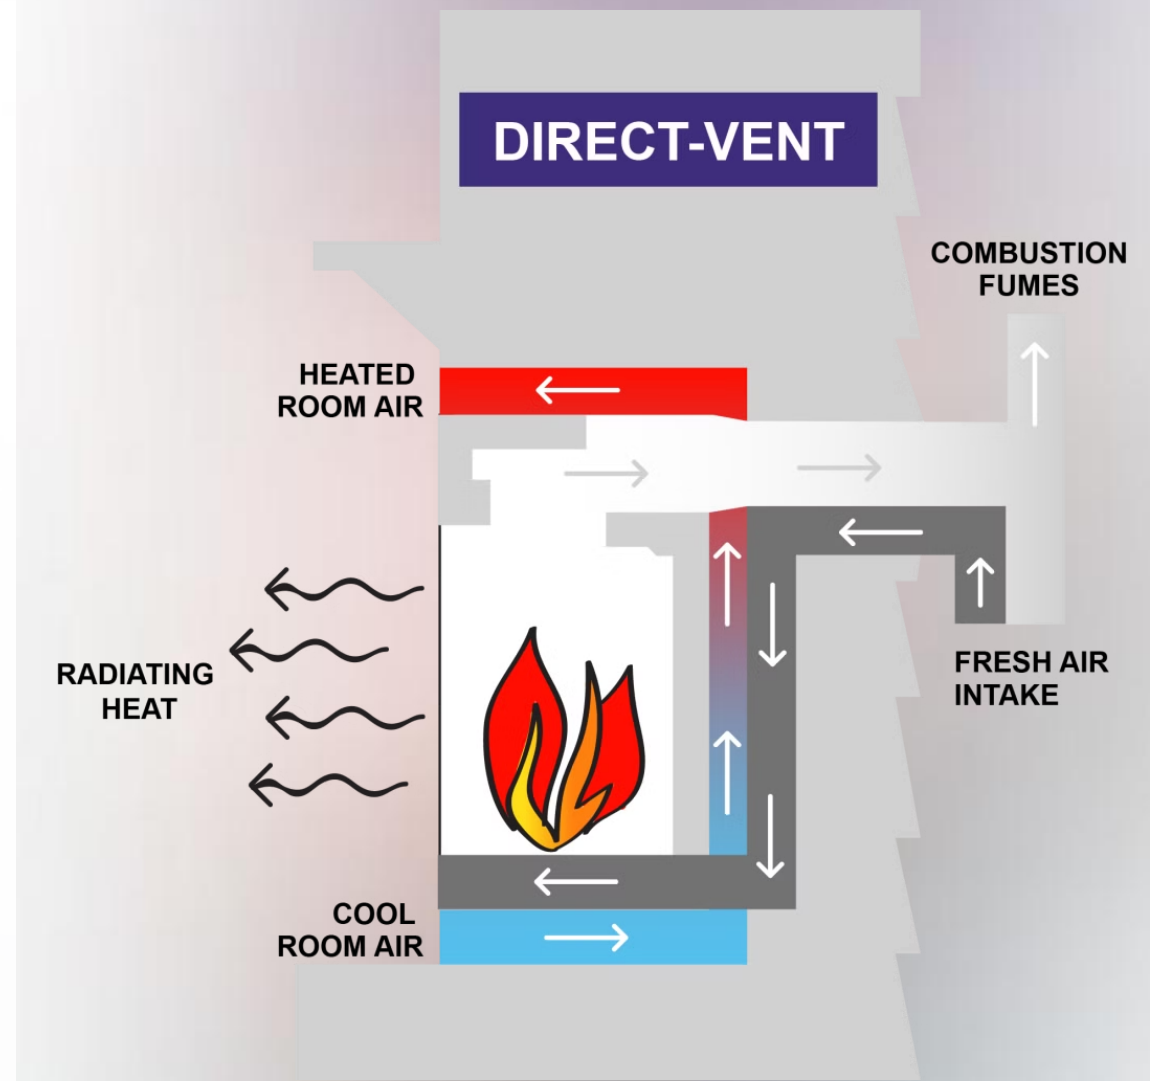 DIRECT-VENT
COMBUSTION
FUMES
HEATED
ROOM AIR
RADIATING
HEAT
FRESH AIR
INTAKE
COOL
ROOM AIR